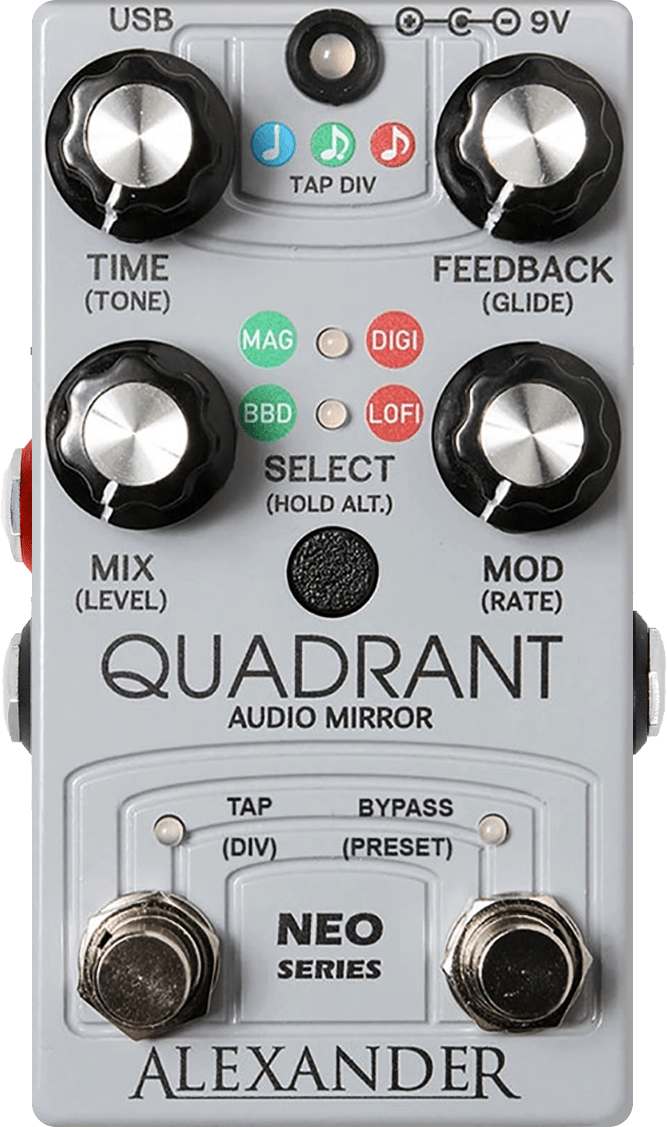 USB
9V
TAP DIV
TIME
(TONE)
FEEDBACK
(GLIDE)
MAG
DIGI
BBD
LOFI
SELECT
(HOLD ALT.)
MIX
(LEVEL)
MOD
(RATE)
QUADRANT
AUDIO MIRROR
TAP
BYPASS
(DIV)
(PRESET)
NEO
SERIES
ALEXANDER